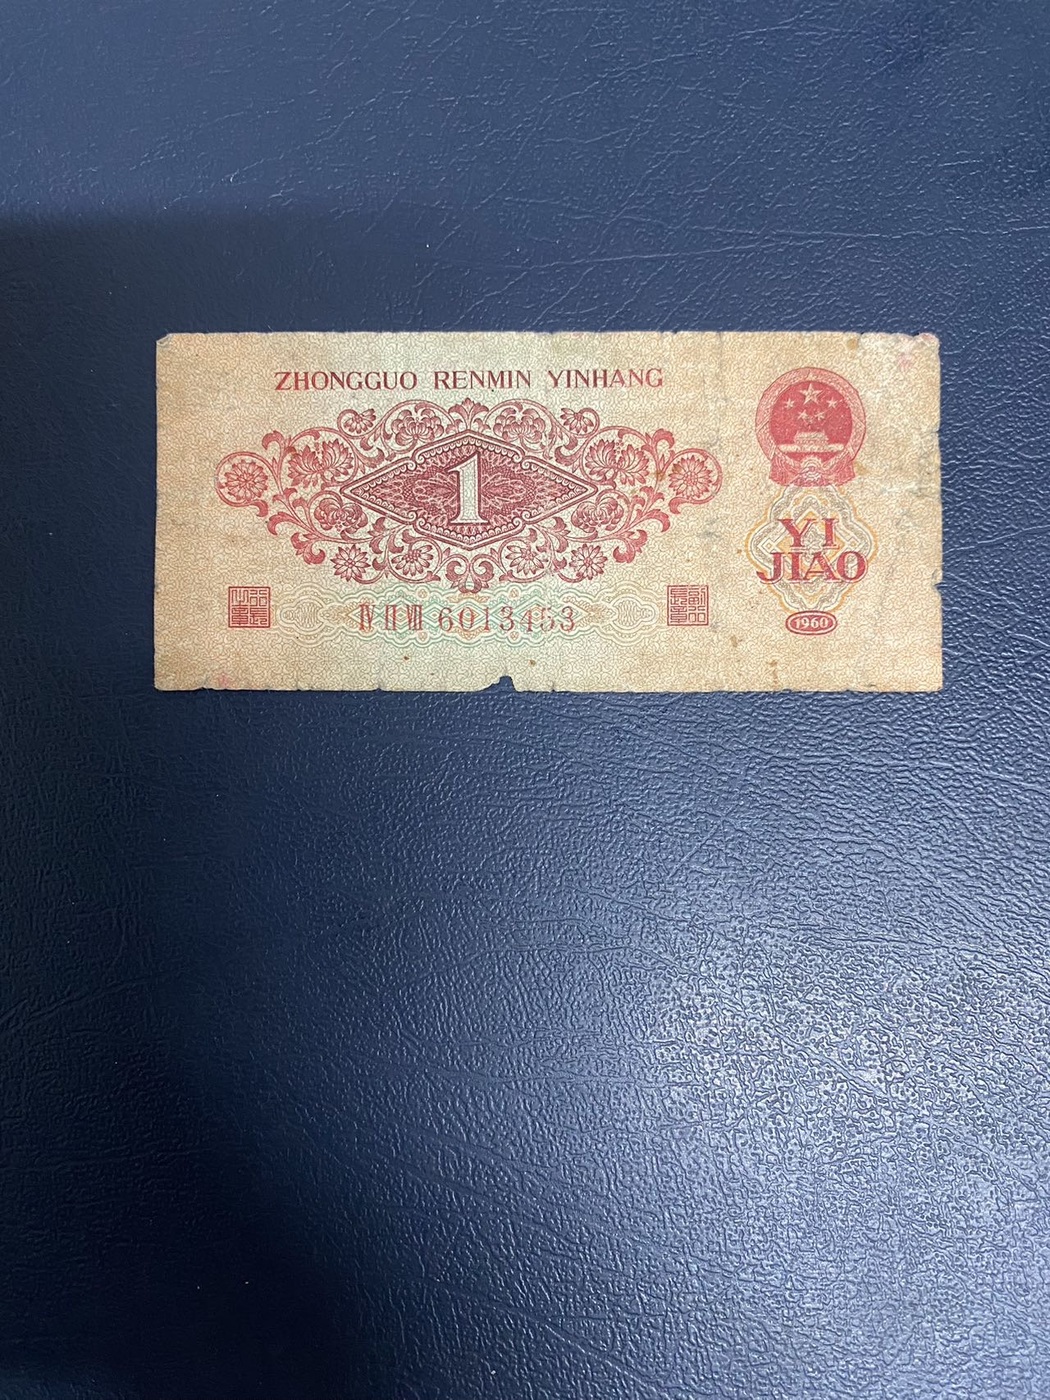 ZHONGGUO RENMIN YINHANG
1
YI
JIAO
Ⅳ Ⅱ Ⅷ 6013453
1960